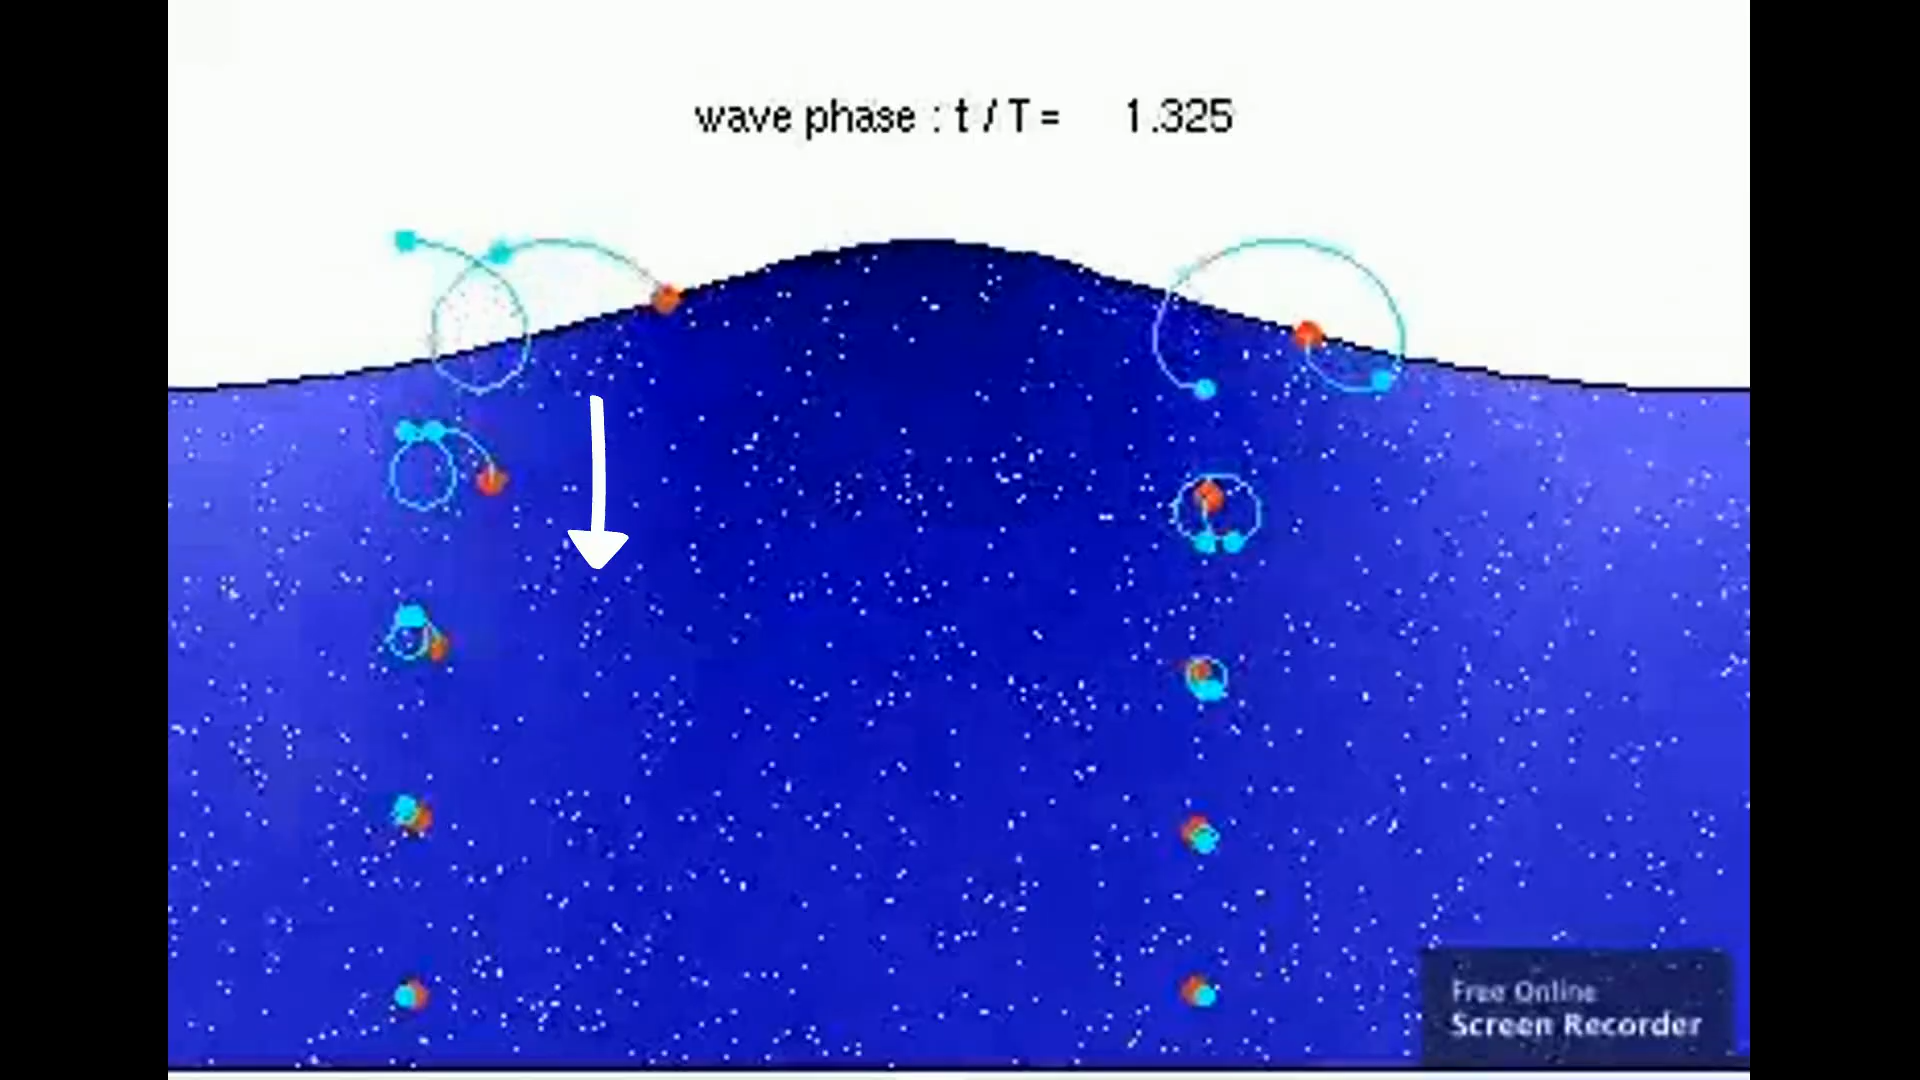 wave phase : t / T = 1.325
Free Online
Screen Recorder